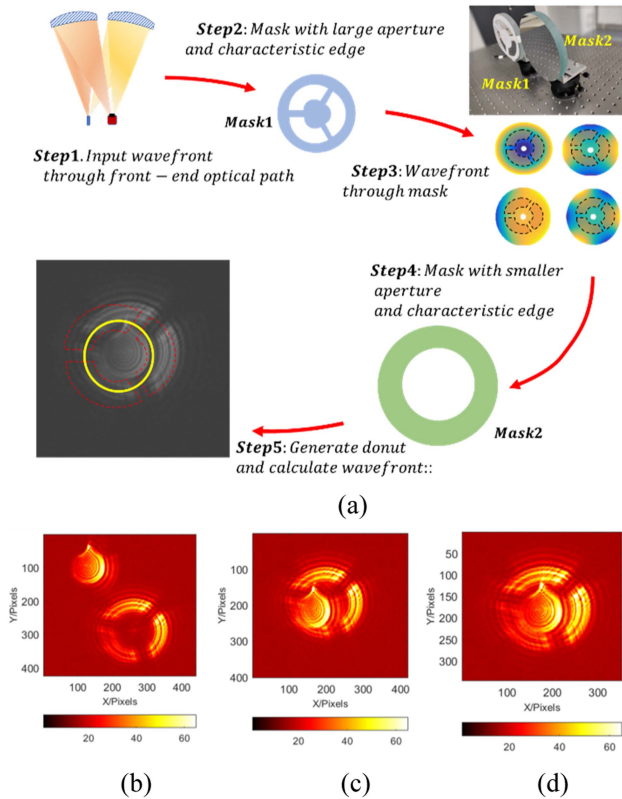 Step2: Mask with large aperture
and characteristic edge
Mask1
Mask2
Mask1
Step1. Input wavefront
through front − end optical path
Step3: Wavefront
through mask
Step4: Mask with smaller
aperture
and characteristic edge
Mask2
Step5: Generate donut
and calculate wavefront::
(a)
Y/Pixels
100
200
300
400
100 200 300 400
X/Pixels
20 40 60
(b)
Y/Pixels
100
200
300
400
100 200 300 400
X/Pixels
20 40 60
(c)
Y/Pixels
50
100
150
200
250
300
100 200 300
X/Pixels
20 40 60
(d)